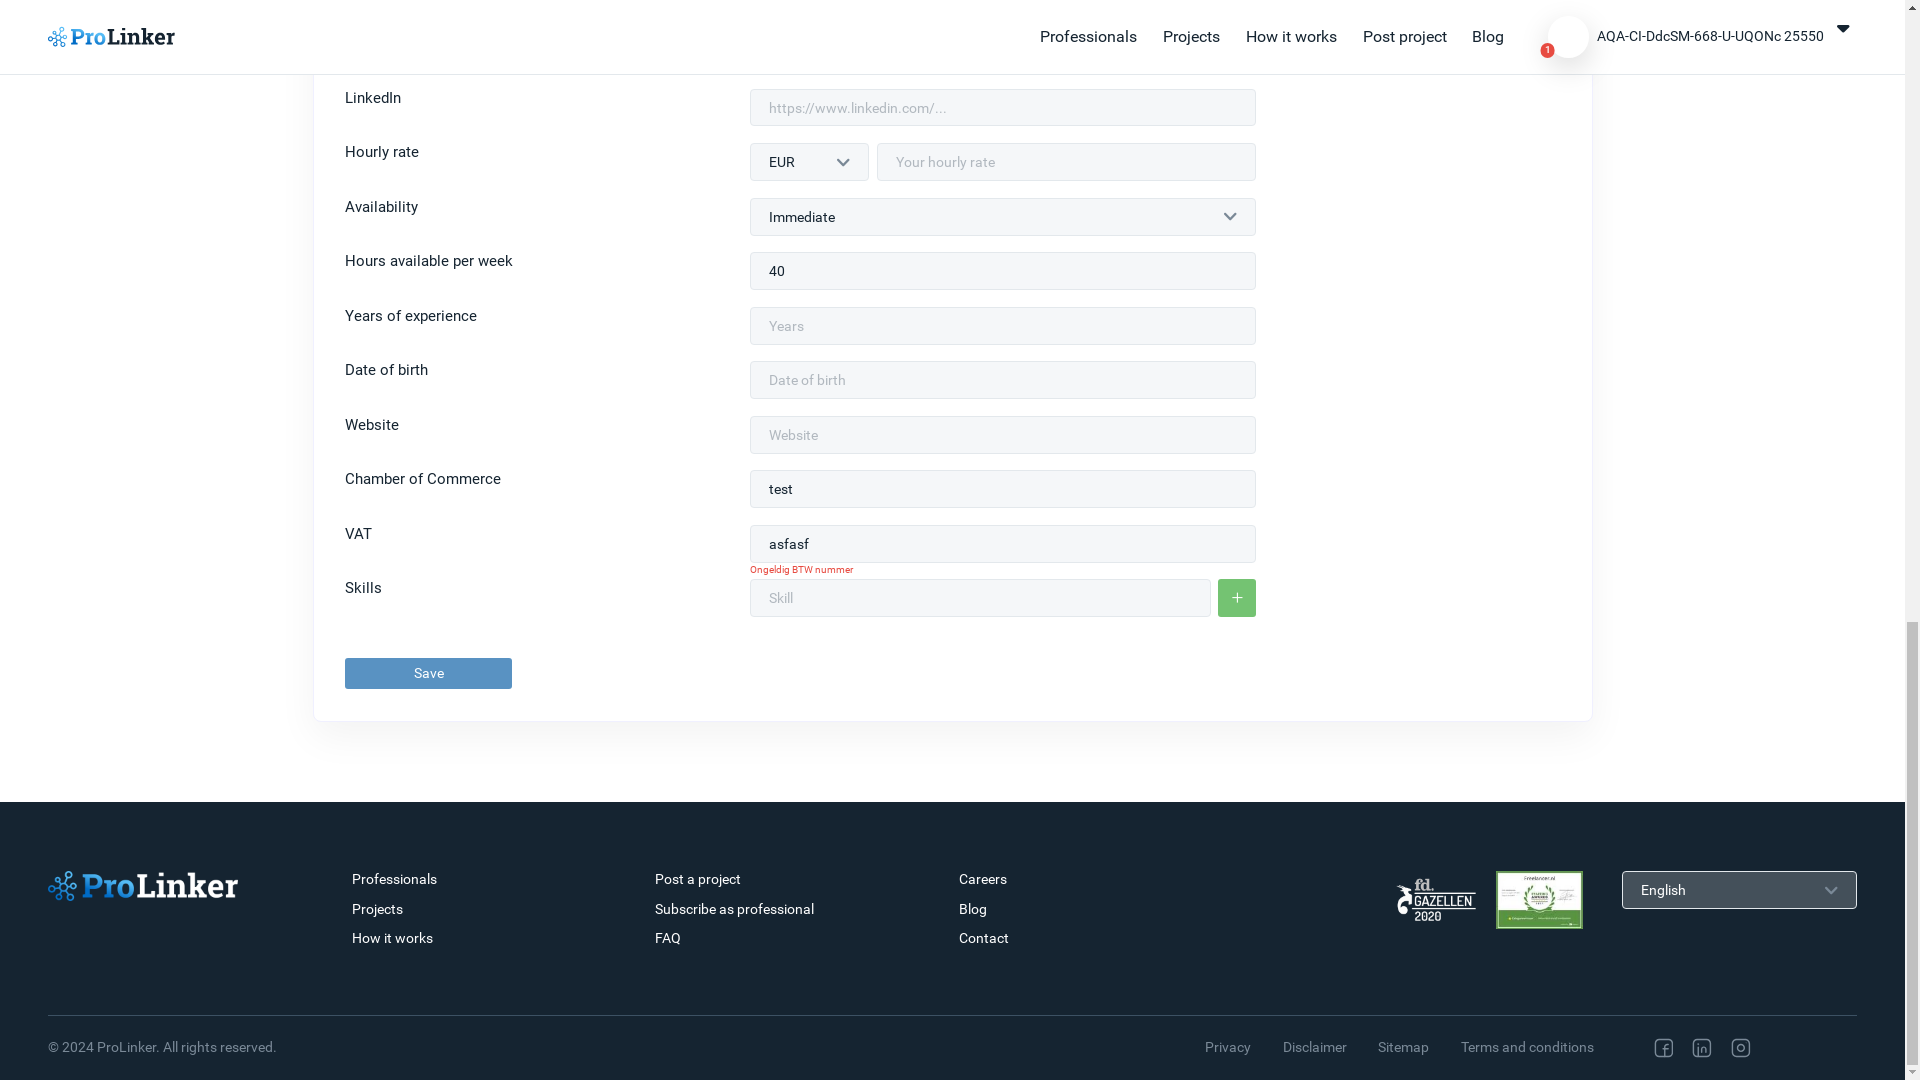 ProLinker
Professionals
Projects
How it works
Post project
Blog
1
AQA-CI-DdcSM-668-U-UQONc 25550
LinkedIn
https://www.linkedin.com/...
Hourly rate
EUR
Your hourly rate
Availability
Immediate
Hours available per week
40
Years of experience
Years
Date of birth
Date of birth
Website
Website
Chamber of Commerce
test
VAT
asfasf
Ongeldig BTW nummer
Skills
Skill
+
Save
ProLinker
Professionals
Projects
How it works
Post a project
Subscribe as professional
FAQ
Careers
Blog
Contact
fd.
GAZELLEN
2020
Freelancer.nl
English
© 2024 ProLinker. All rights reserved.
Privacy
Disclaimer
Sitemap
Terms and conditions